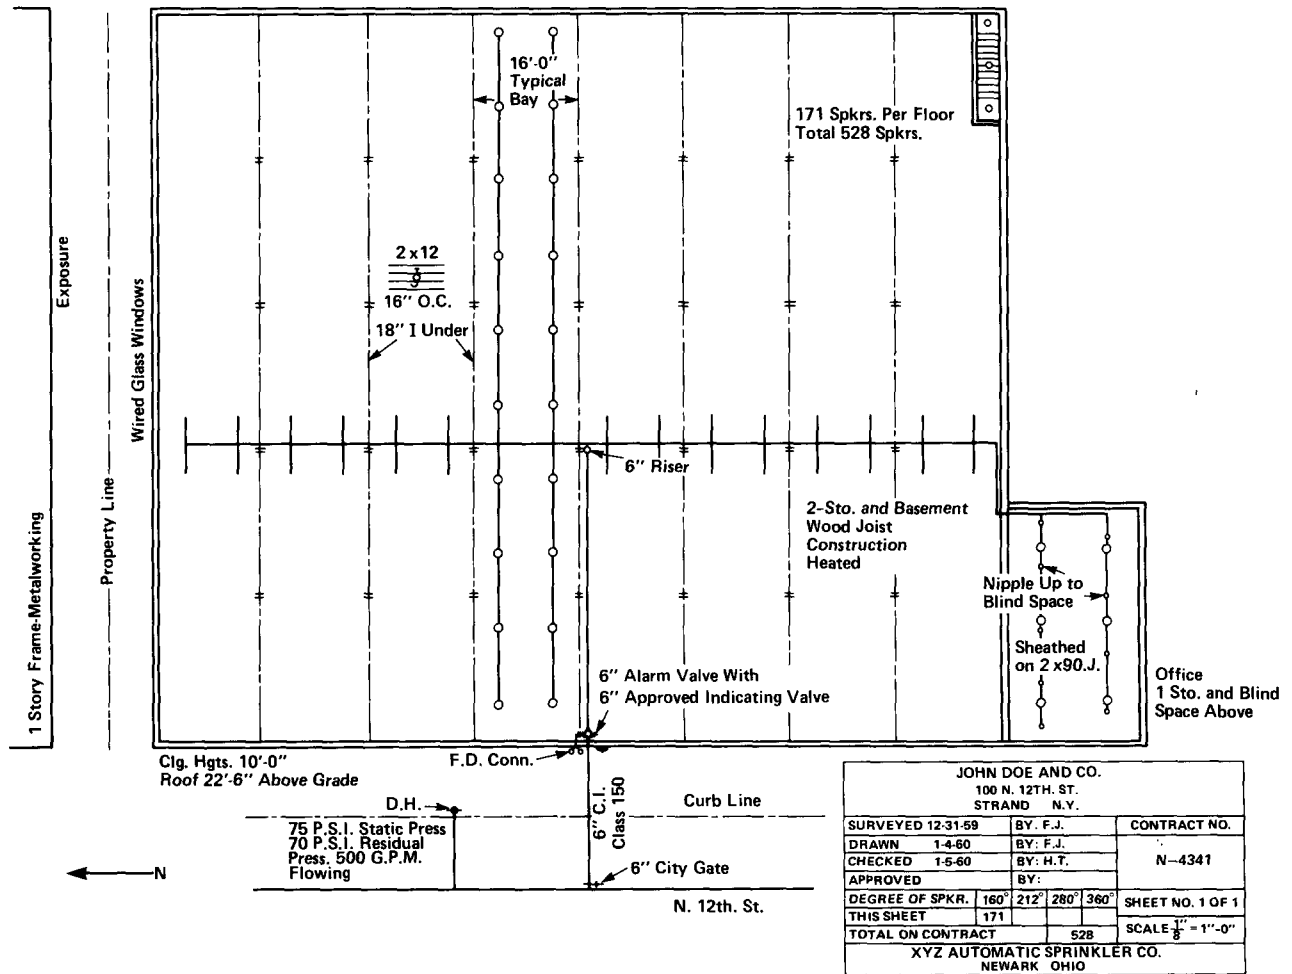 16'-0"
Typical
Bay
171 Spkrs. Per Floor
Total 528 Spkrs.
Exposure
Wired Glass Windows
2 x 12
16" O.C.
18" I Under
6" Riser
Property Line
1 Story Frame-Metalworking
2-Sto. and Basement
Wood Joist
Construction
Heated
Nipple Up to
Blind Space
Sheathed
on 2 x90.J.
Office
1 Sto. and Blind
Space Above
6" Alarm Valve With
6" Approved Indicating Valve
Clg. Hgts. 10'-0"
Roof 22'-6" Above Grade
F.D. Conn.
D.H.
Curb Line
6" C.I.
Class 150
75 P.S.I. Static Press
70 P.S.I. Residual
Press. 500 G.P.M.
Flowing
N
6" City Gate
N. 12th. St.
JOHN DOE AND CO.
100 N. 12TH. ST.
STRAND N.Y.
SURVEYED 12-31-59 BY. F.J. CONTRACT NO.
DRAWN 1-4-60 BY: F.J.
CHECKED 1-5-60 BY: H.T. N-4341
APPROVED BY:
DEGREE OF SPKR. 160° 212° 280° 360° SHEET NO. 1 OF 1
THIS SHEET 171
TOTAL ON CONTRACT 528 SCALE 1/8" = 1"-0"
XYZ AUTOMATIC SPRINKLER CO.
NEWARK OHIO